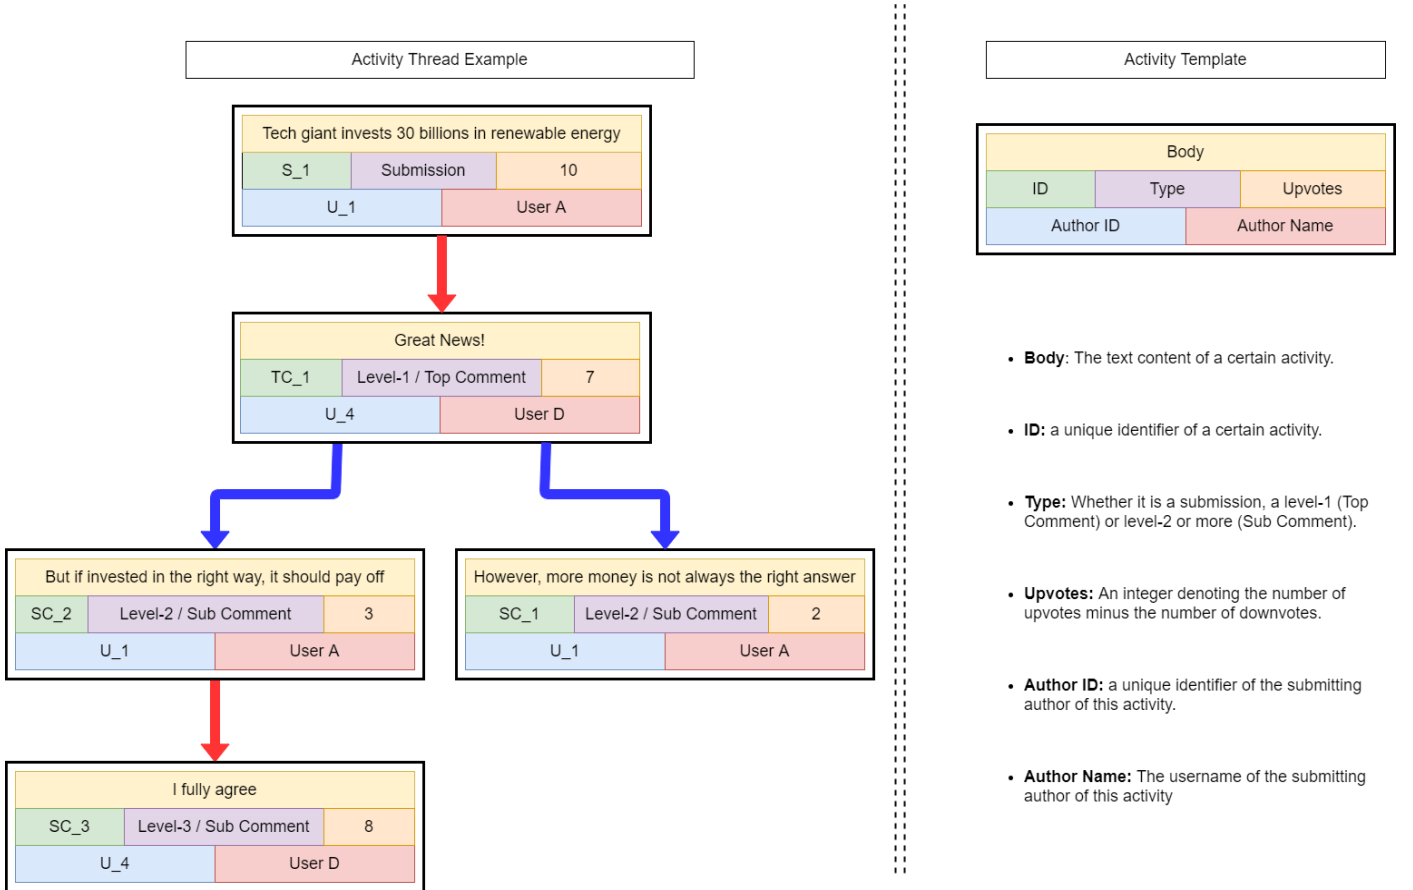 Activity Thread Example
Tech giant invests 30 billions in renewable energy
S_1 Submission 10
U_1 User A
Great News!
TC_1 Level-1 / Top Comment 7
U_4 User D
But if invested in the right way, it should pay off
SC_2 Level-2 / Sub Comment 3
U_1 User A
However, more money is not always the right answer
SC_1 Level-2 / Sub Comment 2
U_1 User A
I fully agree
SC_3 Level-3 / Sub Comment 8
U_4 User D
Activity Template
Body
ID Type Upvotes
Author ID Author Name
• Body: The text content of a certain activity.
• ID: a unique identifier of a certain activity.
• Type: Whether it is a submission, a level-1 (Top
Comment) or level-2 or more (Sub Comment).
• Upvotes: An integer denoting the number of
upvotes minus the number of downvotes.
• Author ID: a unique identifier of the submitting
author of this activity.
• Author Name: The username of the submitting
author of this activity